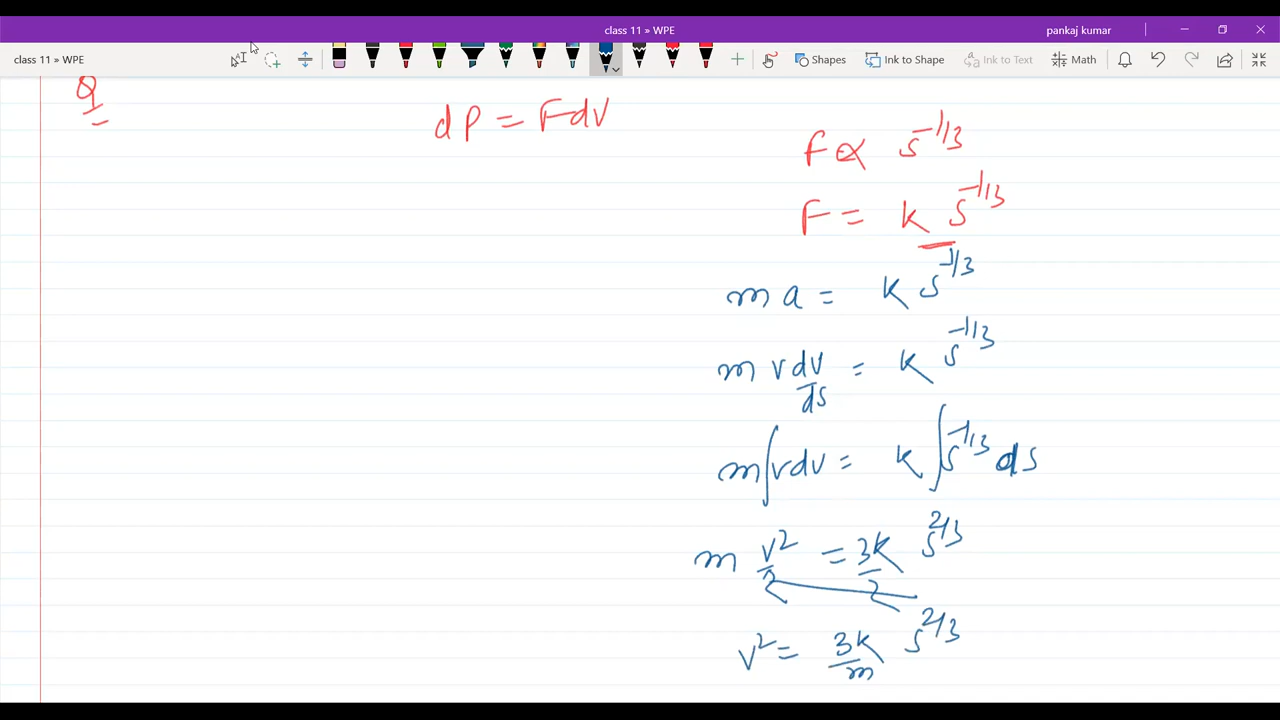 class 11 » WPE
pankaj kumar
class 11 » WPE
Shapes
Ink to Shape
Ink to Text
Math
Q
dP = Fdv
F ∝ s^-1/3
F = k s^-1/3
m a = k s^-1/3
m v dv/ds = k s^-1/3
m ∫vdv = k ∫s^-1/3 ds
m v²/2 = 3k/2 s^2/3
v² = 3k/m s^2/3